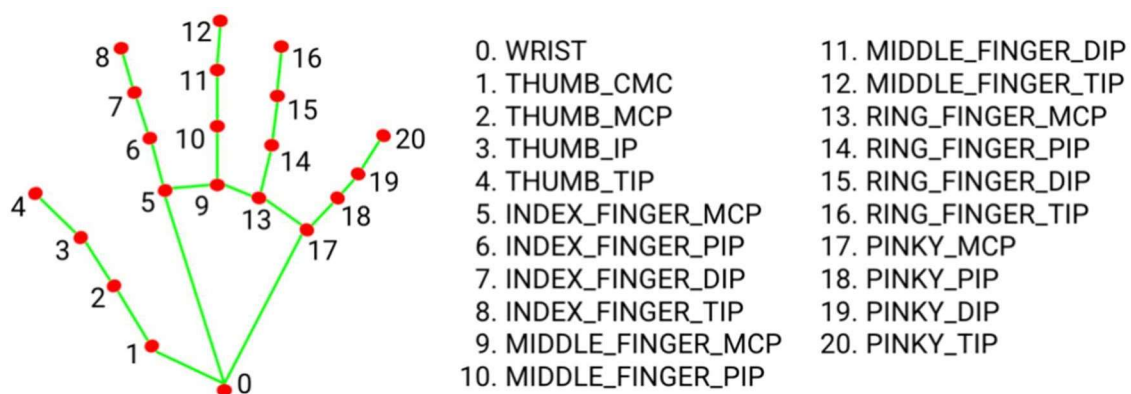 12
8
16
11
7
15
10
6
14
20
4
5
9
13
19
18
3
17
2
1
0
0. WRIST
1. THUMB_CMC
2. THUMB_MCP
3. THUMB_IP
4. THUMB_TIP
5. INDEX_FINGER_MCP
6. INDEX_FINGER_PIP
7. INDEX_FINGER_DIP
8. INDEX_FINGER_TIP
9. MIDDLE_FINGER_MCP
10. MIDDLE_FINGER_PIP
11. MIDDLE_FINGER_DIP
12. MIDDLE_FINGER_TIP
13. RING_FINGER_MCP
14. RING_FINGER_PIP
15. RING_FINGER_DIP
16. RING_FINGER_TIP
17. PINKY_MCP
18. PINKY_PIP
19. PINKY_DIP
20. PINKY_TIP